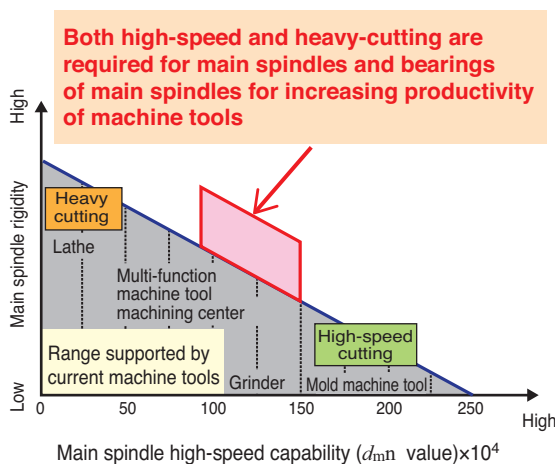 Both high-speed and heavy-cutting are
required for main spindles and bearings
of main spindles for increasing productivity
of machine tools
High
Main spindle rigidity
Low
Heavy
cutting
Lathe
Multi-function
machine tool
machining center
Range supported by
current machine tools
Grinder
High-speed
cutting
Mold machine tool
0 50 100 150 200 250
High
Main spindle high-speed capability (dmn value)×10⁴